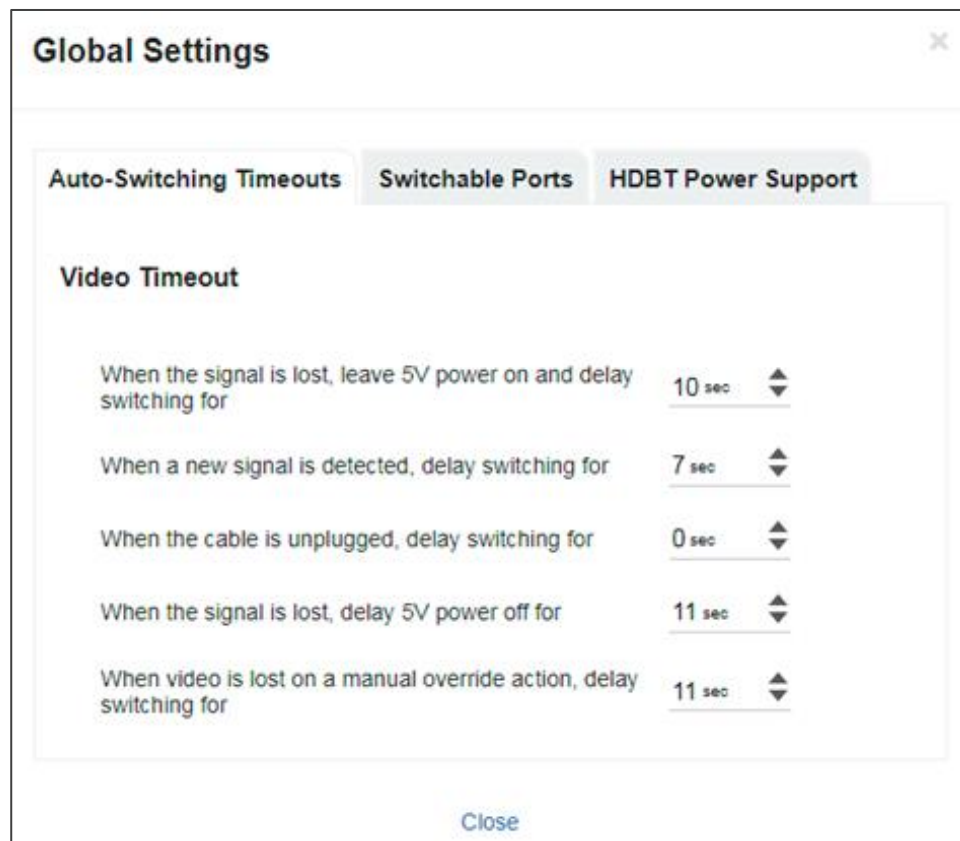 Global Settings
Auto-Switching Timeouts Switchable Ports HDBT Power Support
Video Timeout
When the signal is lost, leave 5V power on and delay
switching for
10 sec
When a new signal is detected, delay switching for
7 sec
When the cable is unplugged, delay switching for
0 sec
When the signal is lost, delay 5V power off for
11 sec
When video is lost on a manual override action, delay
switching for
11 sec
Close